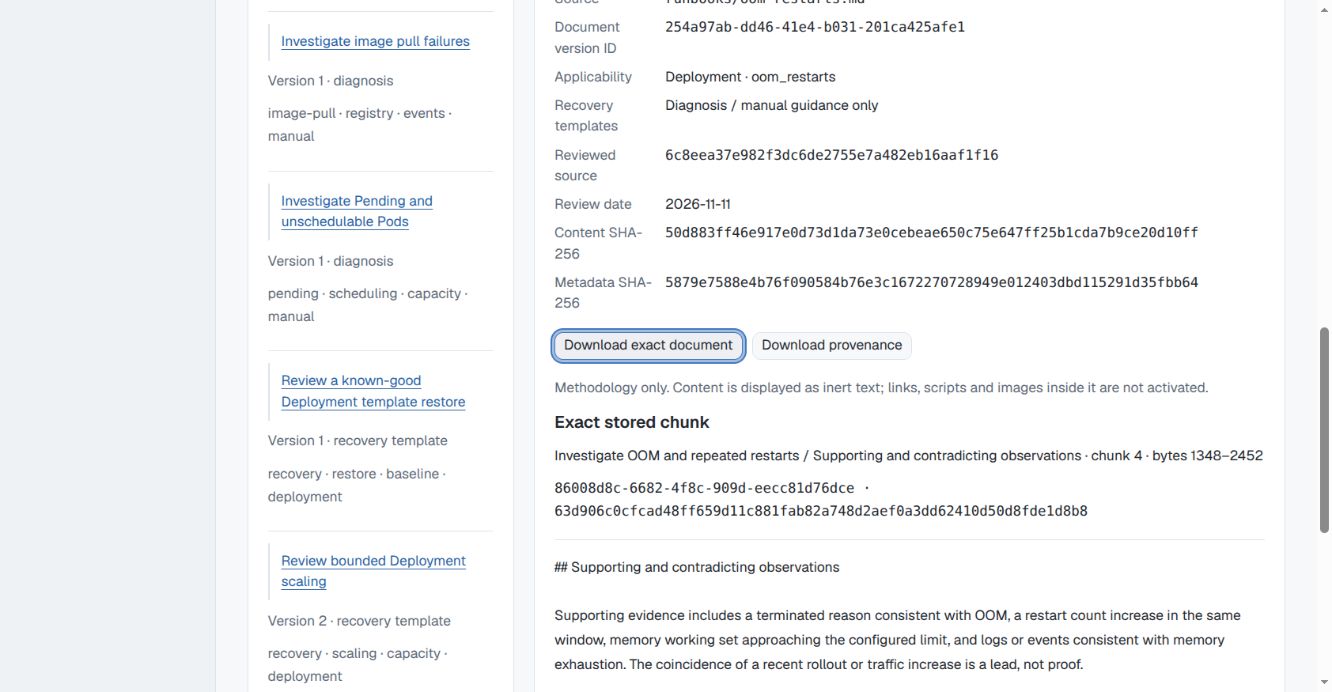 Investigate image pull failures
Version 1 · diagnosis
image-pull · registry · events ·
manual
Investigate Pending and
unschedulable Pods
Version 1 · diagnosis
pending · scheduling · capacity ·
manual
Review a known-good
Deployment template restore
Version 1 · recovery template
recovery · restore · baseline ·
deployment
Review bounded Deployment
scaling
Version 2 · recovery template
recovery · scaling · capacity ·
deployment
Document
version ID
254a97ab-dd46-41e4-b031-201ca425afe1
Applicability
Deployment · oom_restarts
Recovery
templates
Diagnosis / manual guidance only
Reviewed
source
6c8eea37e982f3dc6de2755e7a482eb16aaf1f16
Review date
2026-11-11
Content SHA-
256
50d883ff46e917e0d73d1da73e0cebeae650c75e647ff25b1cda7b9ce20d10ff
Metadata SHA-
256
5879e7588e4b76f090584b76e3c1672270728949e012403dbd115291d35fbb64
Download exact document
Download provenance
Methodology only. Content is displayed as inert text; links, scripts and images inside it are not activated.
Exact stored chunk
Investigate OOM and repeated restarts / Supporting and contradicting observations · chunk 4 · bytes 1348–2452
86008d8c-6682-4f8c-909d-eecc81d76dce ·
63d906c0cfcad48ff659d11c881fab82a748d2aef0a3dd62410d50d8fde1d8b8
## Supporting and contradicting observations
Supporting evidence includes a terminated reason consistent with OOM, a restart count increase in the same
window, memory working set approaching the configured limit, and logs or events consistent with memory
exhaustion. The coincidence of a recent rollout or traffic increase is a lead, not proof.